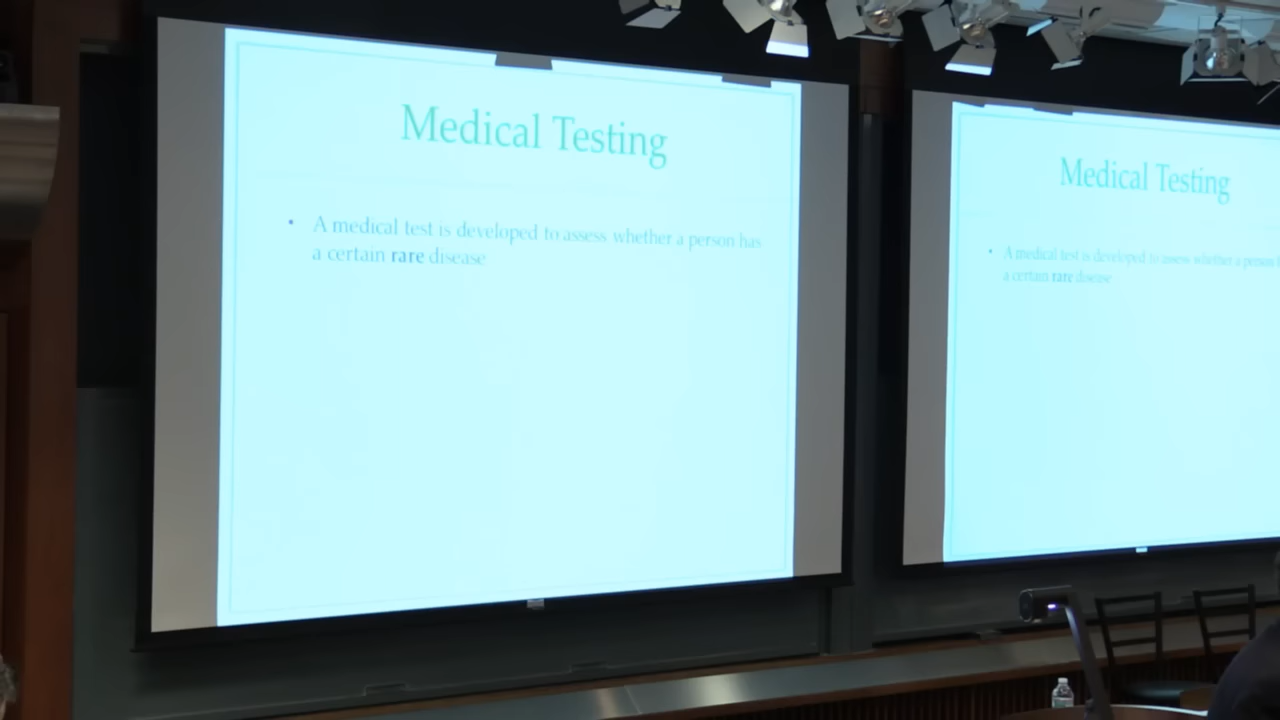 Medical Testing
• A medical test is developed to assess whether a person has
a certain rare disease
Medical Testing
• A medical test is developed to assess whether a person
a certain rare disease